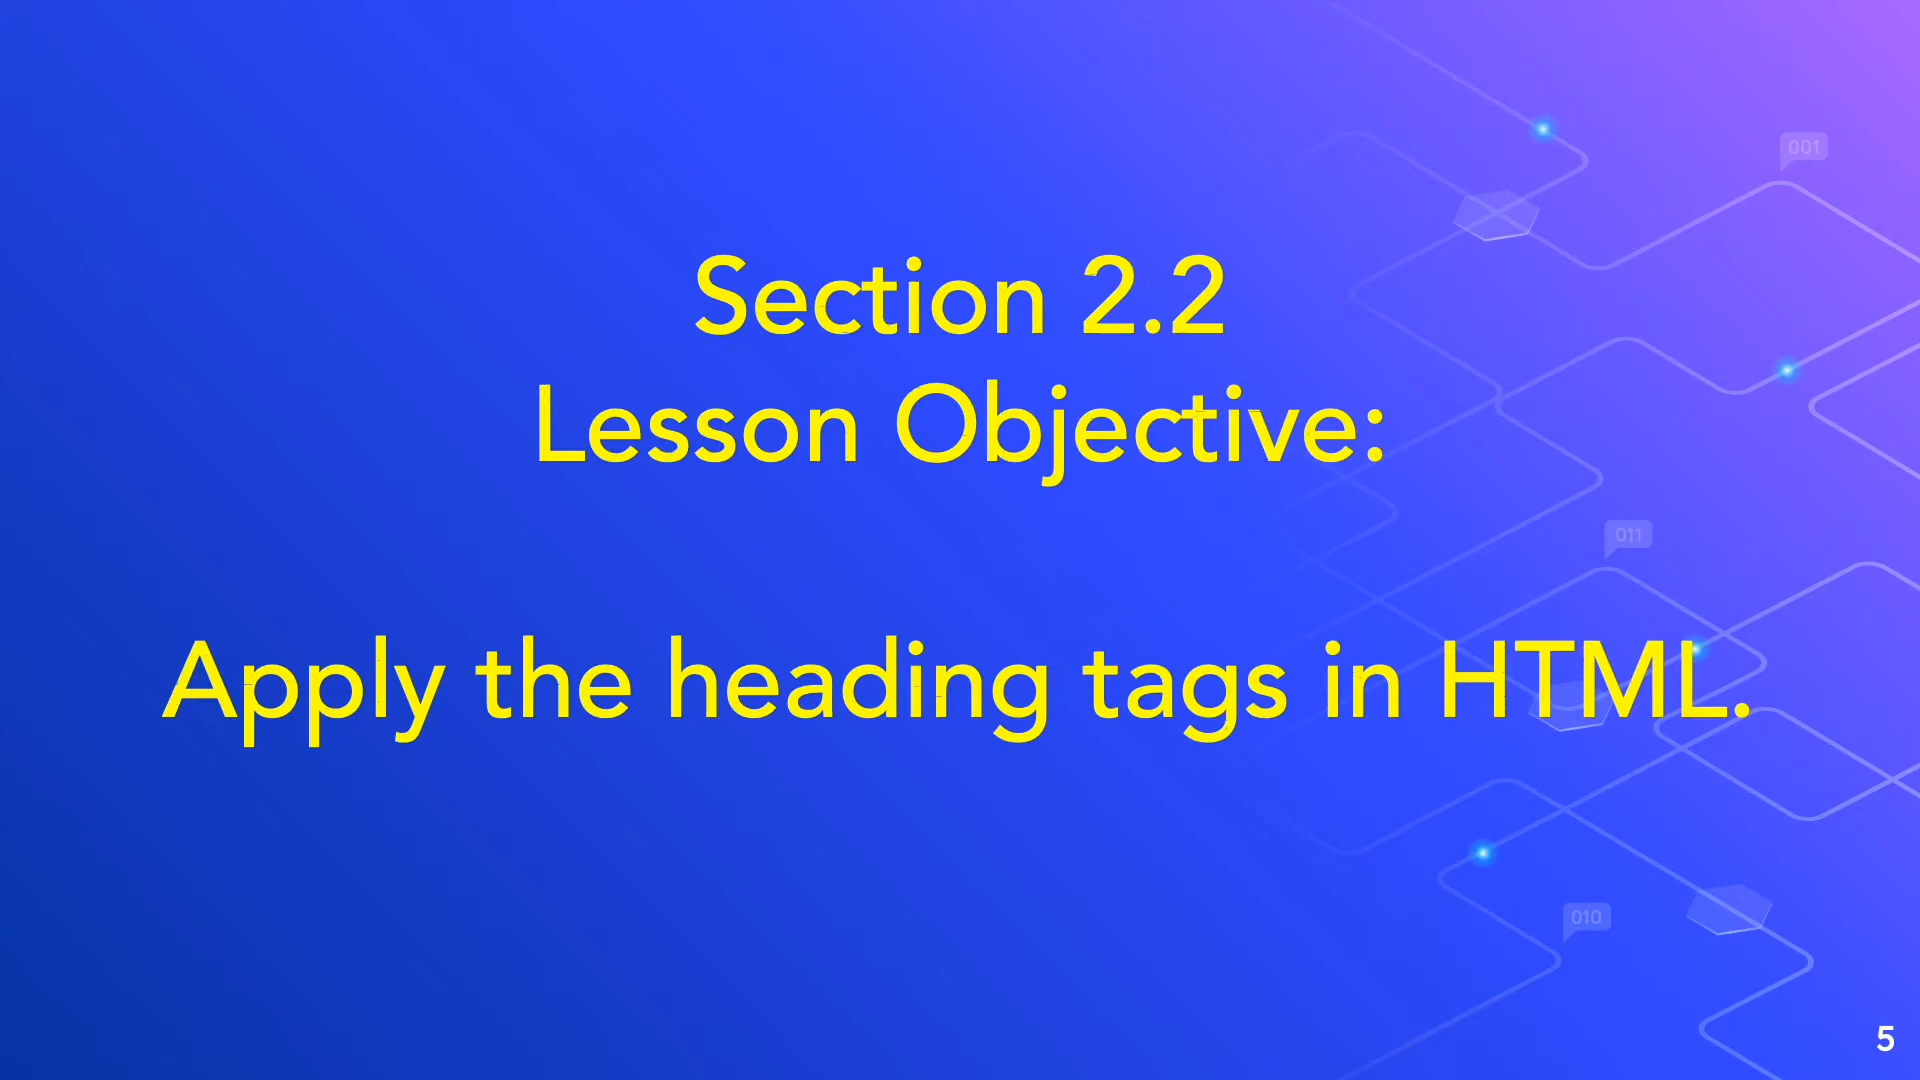 001
Section 2.2
Lesson Objective:
011
Apply the heading tags in HTML.
010
5